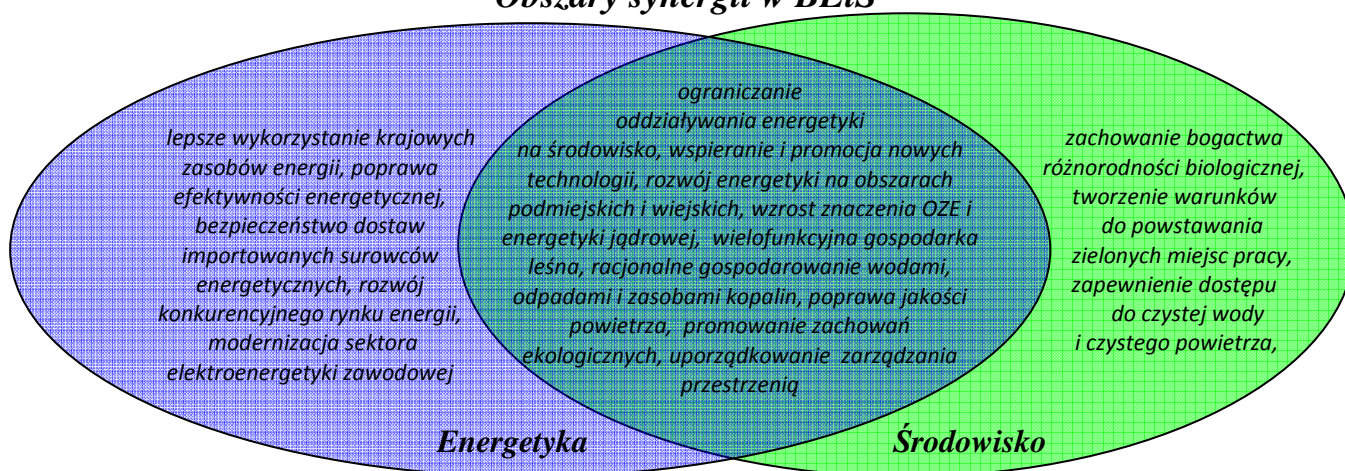 Obszary synergii w BEiŚ
lepsze wykorzystanie krajowych
zasobów energii, poprawa
efektywności energetycznej,
bezpieczeństwo dostaw
importowanych surowców
energetycznych, rozwój
konkurencyjnego rynku energii,
modernizacja sektora
elektroenergetyki zawodowej
ograniczanie
oddziaływania energetyki
na środowisko, wspieranie i promocja nowych
technologii, rozwój energetyki na obszarach
podmiejskich i wiejskich, wzrost znaczenia OZE i
energetyki jądrowej, wielofunkcyjna gospodarka
leśna, racjonalne gospodarowanie wodami,
odpadami i zasobami kopalin, poprawa jakości
powietrza, promowanie zachowań
ekologicznych, uporządkowanie zarządzania
przestrzenią
zachowanie bogactwa
różnorodności biologicznej,
tworzenie warunków
do powstawania
zielonych miejsc pracy,
zapewnienie dostępu
do czystej wody
i czystego powietrza,
Energetyka
Środowisko